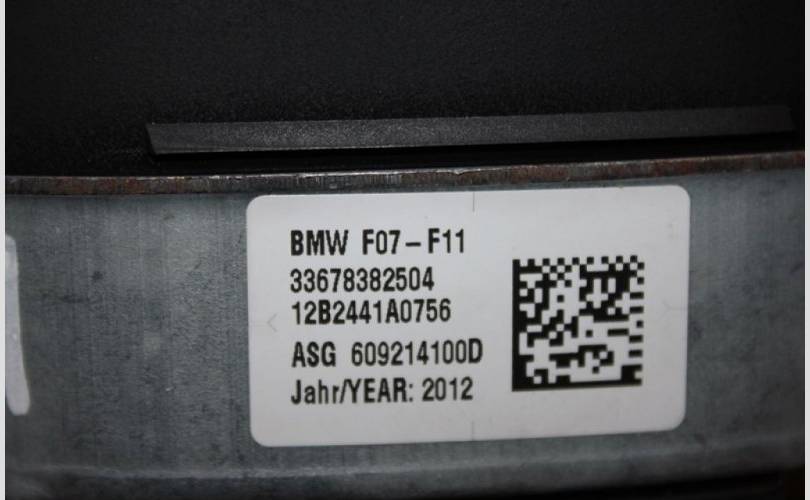 BMW F07-F11
33678382504
12B2441A0756
ASG 609214100D
Jahr/YEAR: 2012